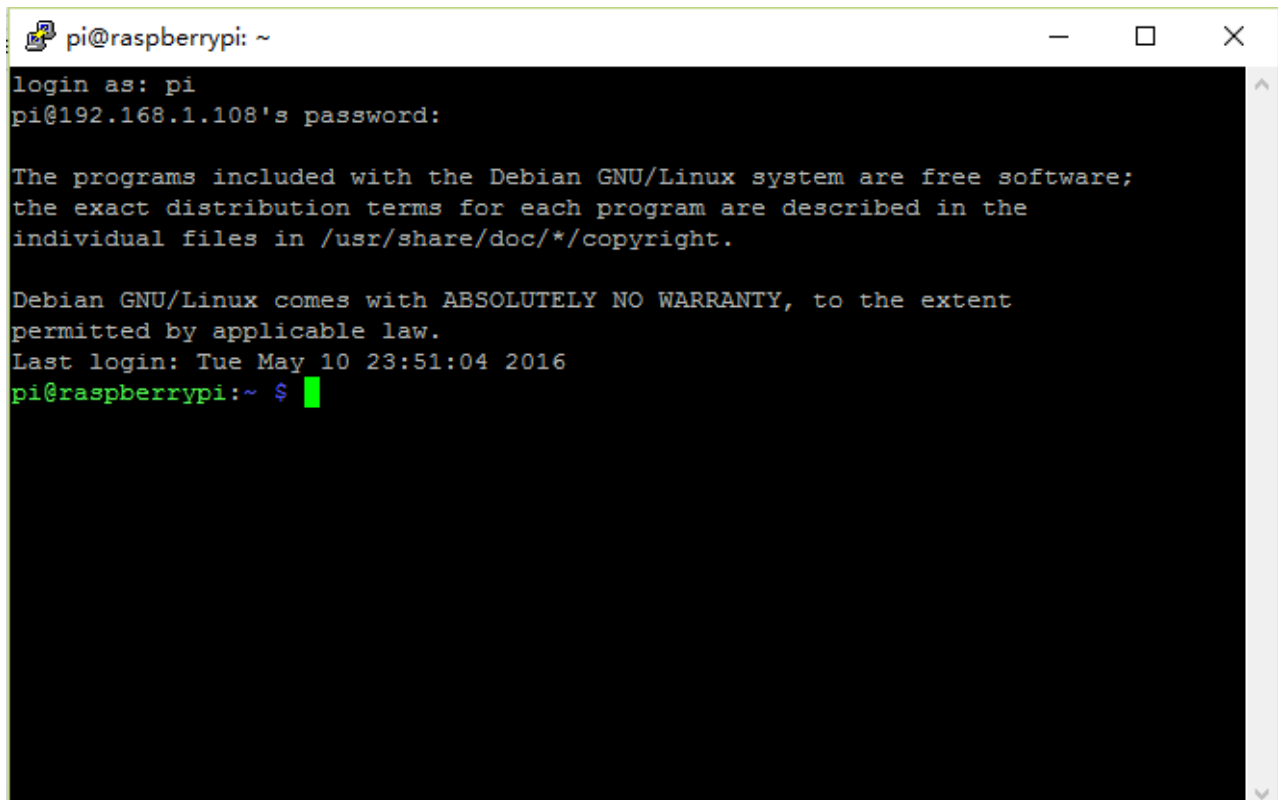 pi@raspberrypi: ~
login as: pi
pi@192.168.1.108's password:
The programs included with the Debian GNU/Linux system are free software;
the exact distribution terms for each program are described in the
individual files in /usr/share/doc/*/copyright.
Debian GNU/Linux comes with ABSOLUTELY NO WARRANTY, to the extent
permitted by applicable law.
Last login: Tue May 10 23:51:04 2016
pi@raspberrypi:~ $